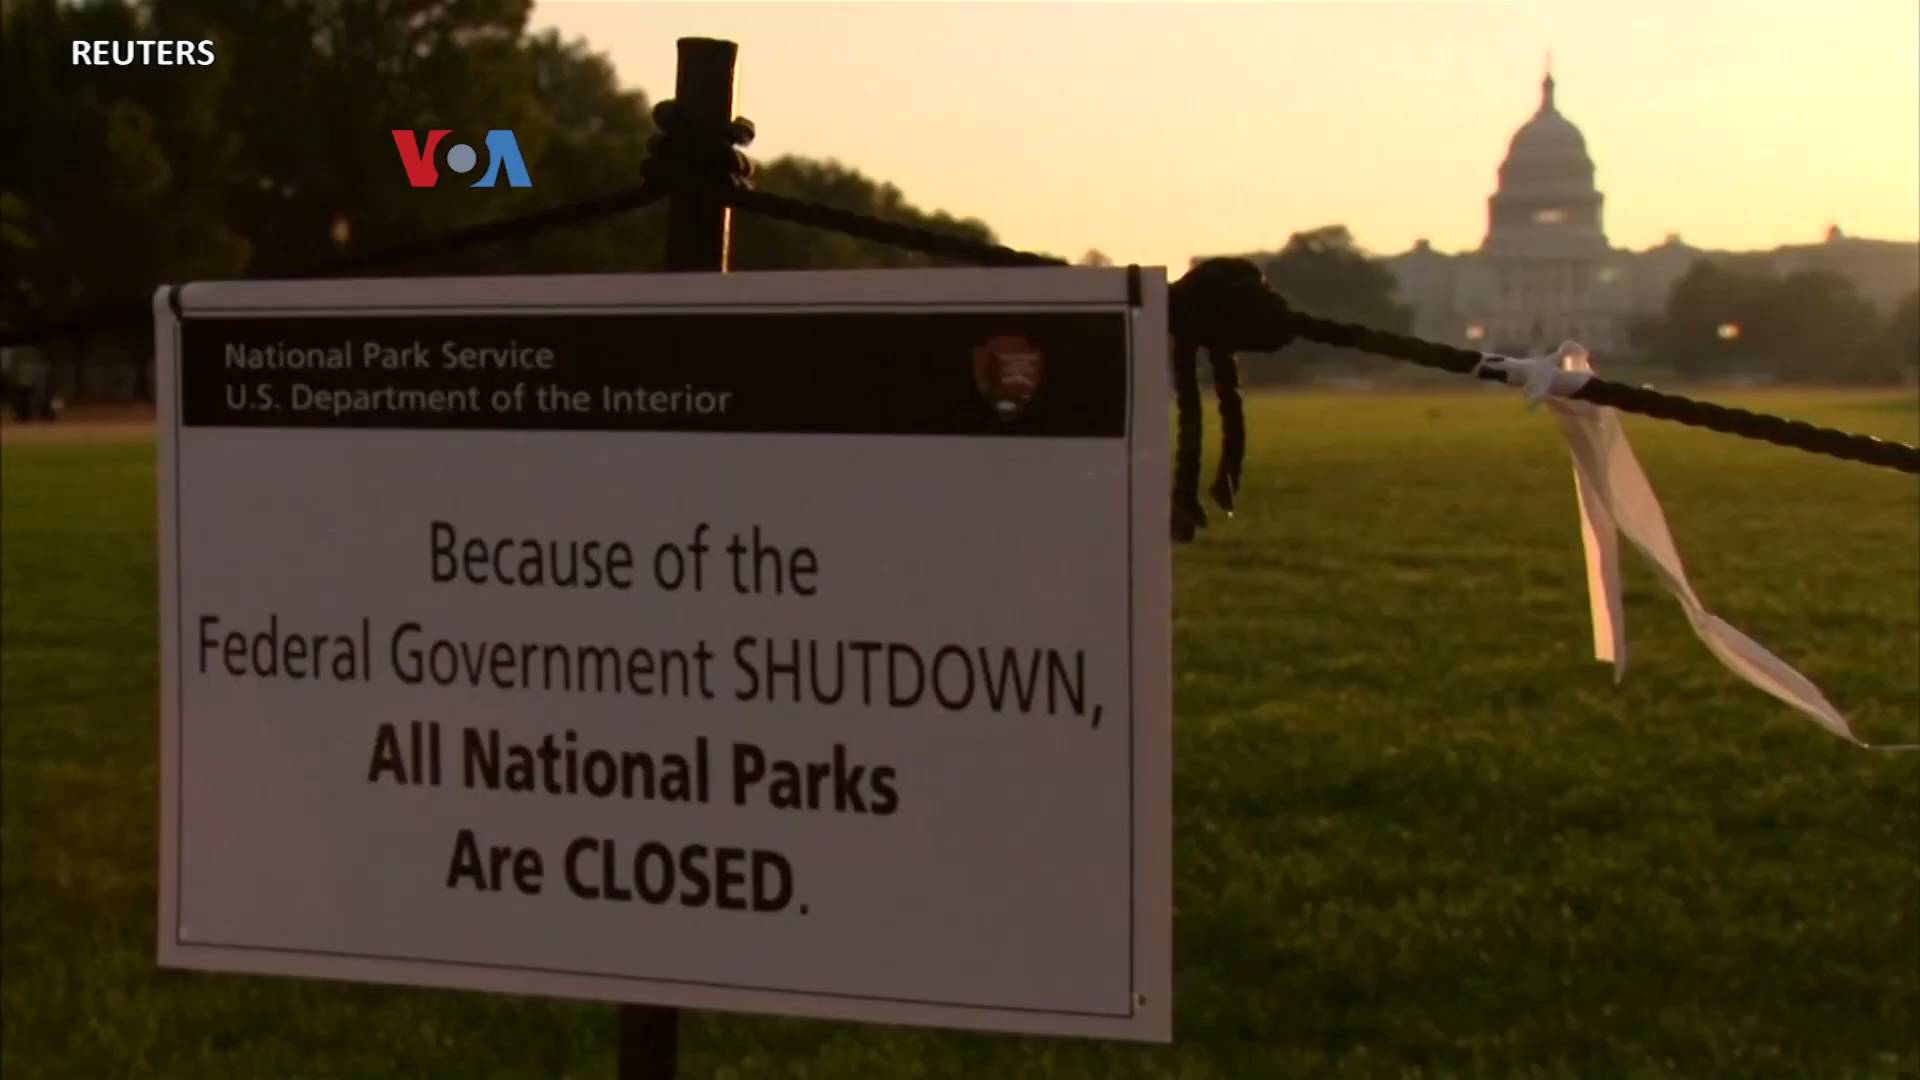 REUTERS
VOA
National Park Service
U.S. Department of the Interior
Because of the
Federal Government SHUTDOWN,
All National Parks
Are CLOSED.